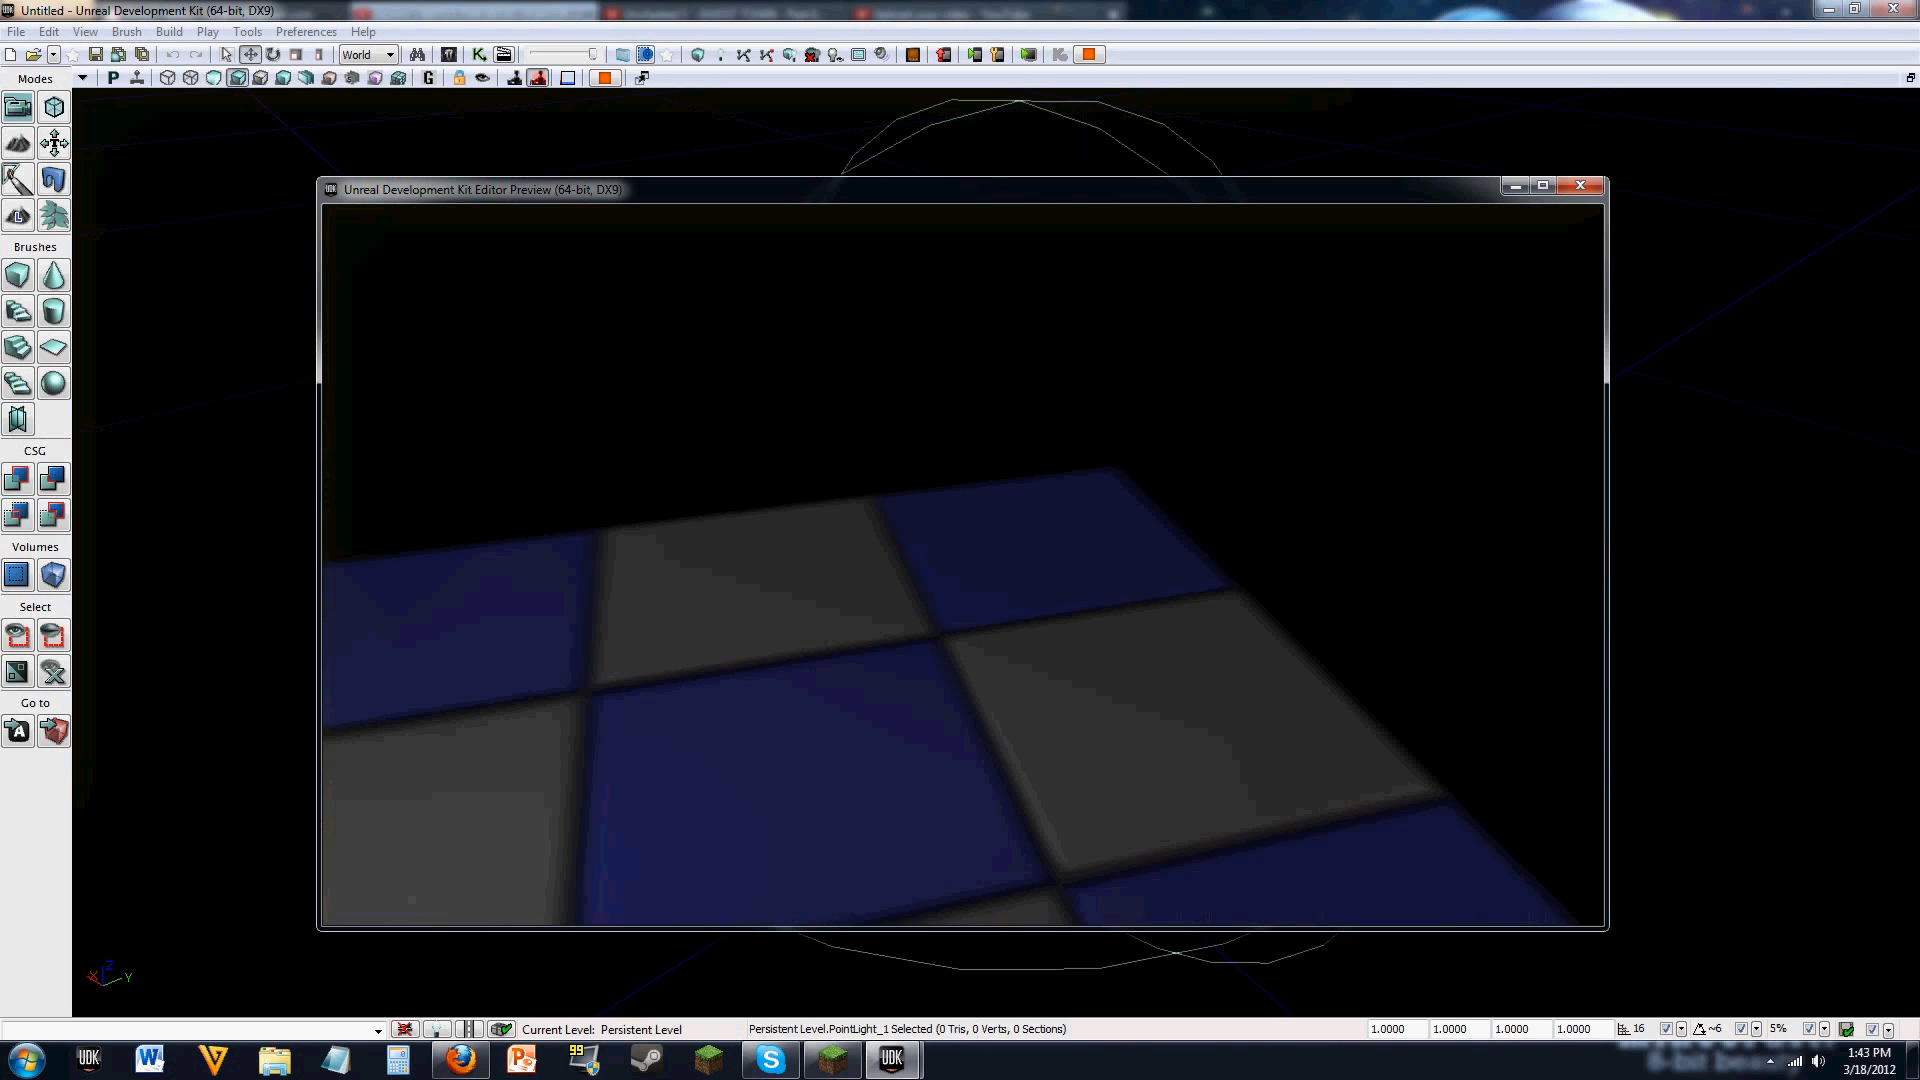 Untitled - Unreal Development Kit (64-bit, DX9)
File Edit View Brush Build Play Tools Preferences Help
World
Modes
P
G
Unreal Development Kit Editor Preview (64-bit, DX9)
Brushes
CSG
Volumes
Select
Go to
A
X Z Y
Current Level: Persistent Level
Persistent Level.PointLight_1 Selected (0 Tris, 0 Verts, 0 Sections)
1.0000 1.0000 1.0000 1.0000
16
~6
5%
UDK
W
99
S
UDK
1:43 PM
3/18/2012